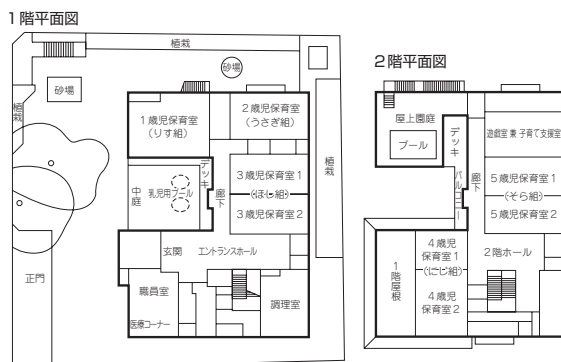 1階平面図
植栽
砂場
砂場
植栽
1歳児保育室
(りす組)
2歳児保育室
(うさぎ組)
デッキ
3歳児保育室1
(ほし組)
3歳児保育室2
廊下
植栽
中庭
乳児用プール
玄関
エントランスホール
正門
職員室
医療コーナー
調理室
2階平面図
屋上園庭
プール
デッキ
遊戯室 兼 子育て支援室
バルコニー
廊下
5歳児保育室1
(そら組)
5歳児保育室2
4歳児
保育室1
(にじ組)
4歳児
保育室2
2階ホール
1階屋根